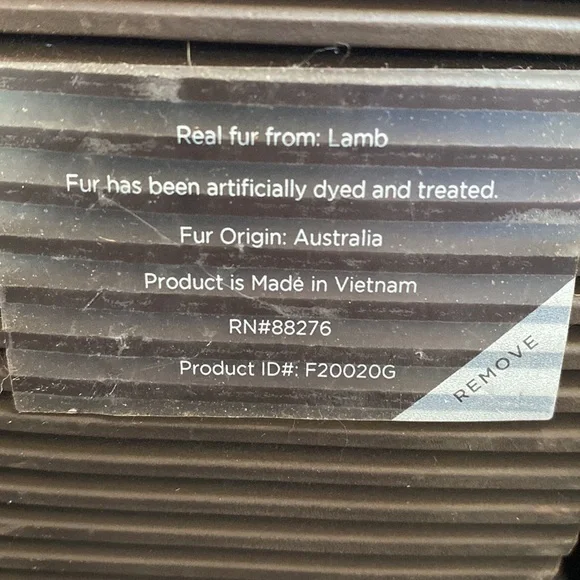 Real fur from: Lamb
Fur has been artificially dyed and treated.
Fur Origin: Australia
Product is Made in Vietnam
RN#88276
Product ID#: F20020G
REMOVE